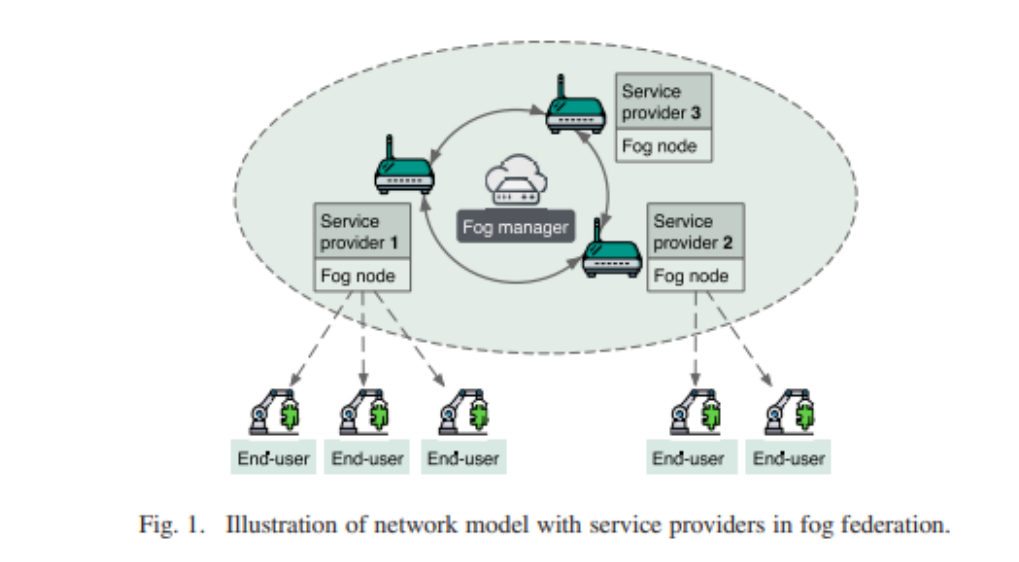 Service
provider 3
Fog node
Fog manager
Service
provider 1
Fog node
Service
provider 2
Fog node
End-user
End-user
End-user
End-user
End-user
Fig. 1. Illustration of network model with service providers in fog federation.